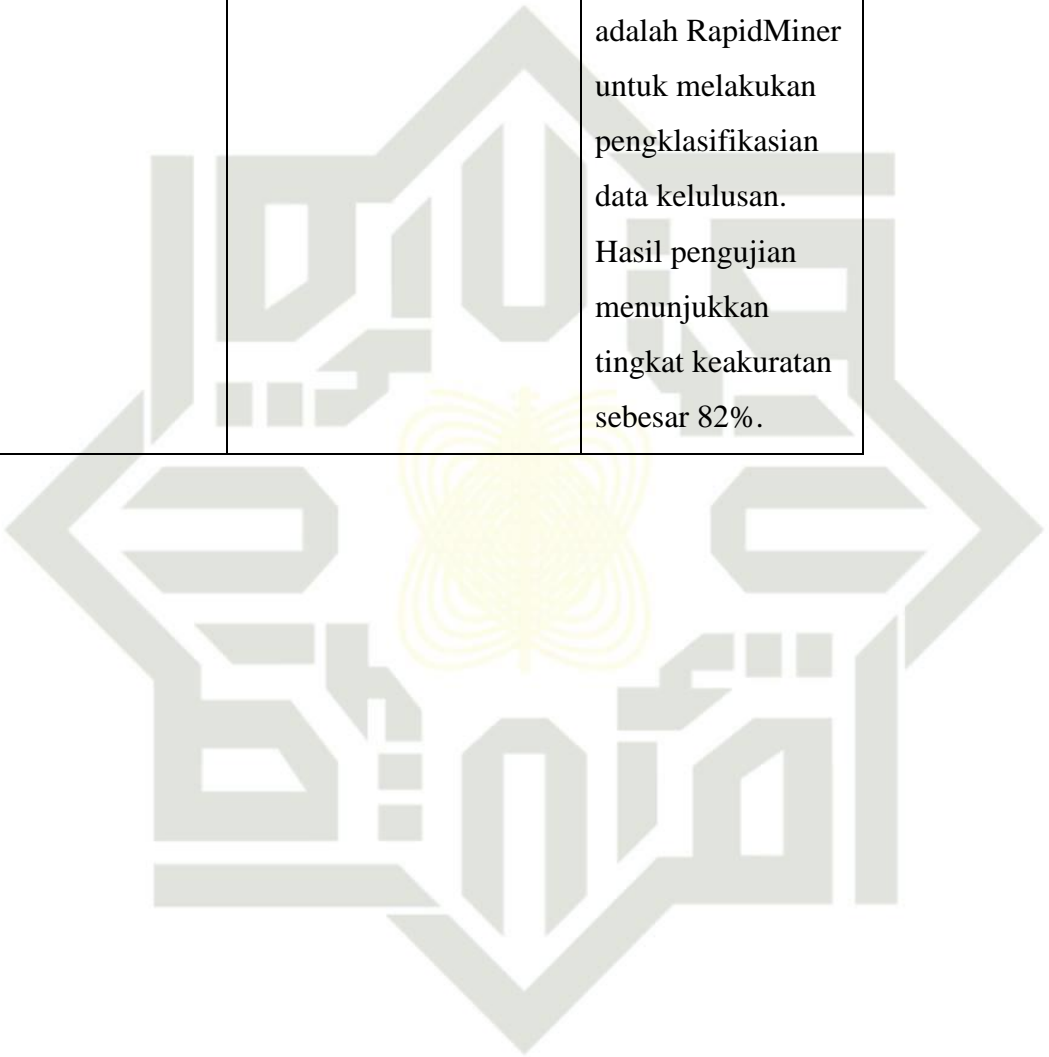 adalah RapidMiner
untuk melakukan
pengklasifikasian
data kelulusan.
Hasil pengujian
menunjukkan
tingkat keakuratan
sebesar 82%.